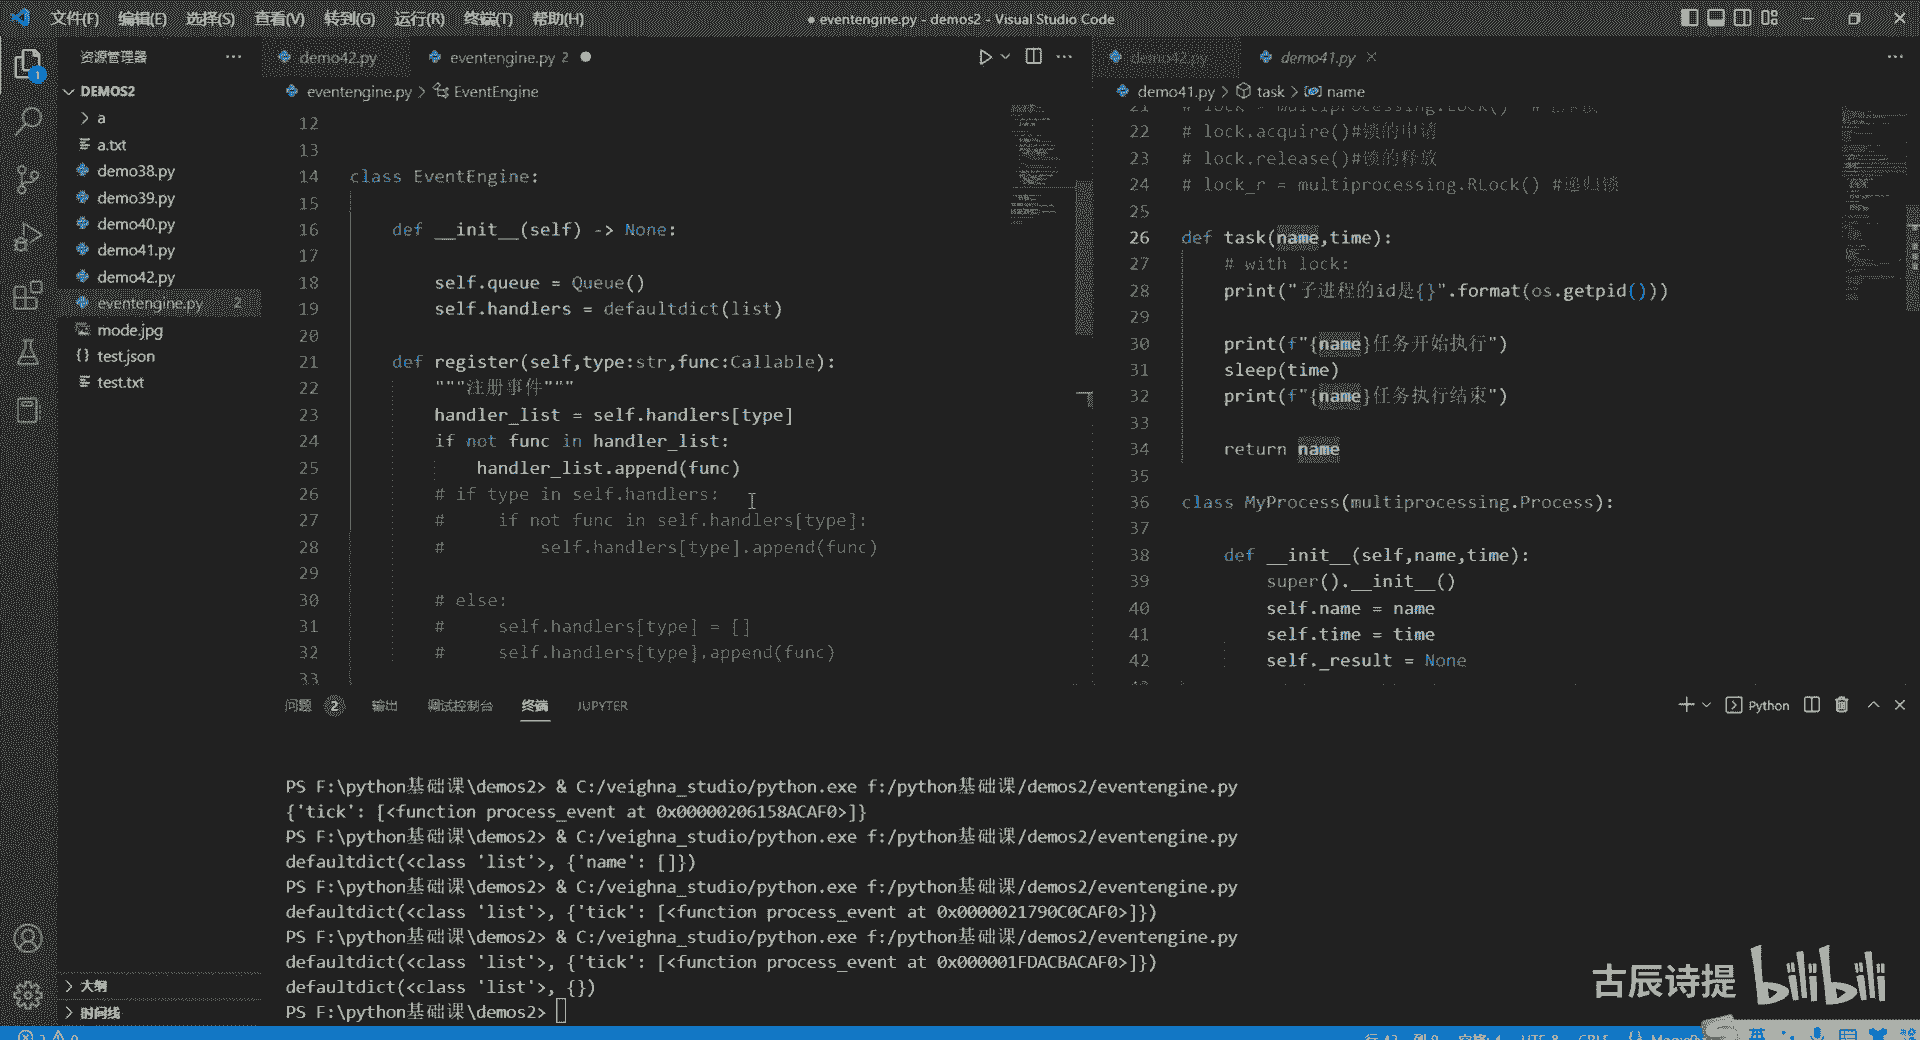 文件(F) 编辑(E) 选择(S) 查看(V) 转到(G) 运行(R) 终端(T) 帮助(H)
● eventengine.py - demos2 - Visual Studio Code
资源管理器
DEMOS2
a
a.txt
demo38.py
demo39.py
demo40.py
demo41.py
demo42.py
eventengine.py 2
mode.jpg
test.json
test.txt
大纲
时间线
1
demo42.py
eventengine.py 2
eventengine.py > EventEngine
12
13
14 class EventEngine:
15
16 def __init__(self) -> None:
17
18 self.queue = Queue()
19 self.handlers = defaultdict(list)
20
21 def register(self,type:str,func:Callable):
22 """注册事件"""
23 handler_list = self.handlers[type]
24 if not func in handler_list:
25 handler_list.append(func)
26 # if type in self.handlers:
27 # if not func in self.handlers[type]:
28 # self.handlers[type].append(func)
29
30 # else:
31 # self.handlers[type] = []
32 # self.handlers[type].append(func)
33
demo42.py
demo41.py
demo41.py > task > name
21 # lock = multiprocessing.Lock()
22 # lock.acquire()#锁的申请
23 # lock.release()#锁的释放
24 # lock_r = multiprocessing.RLock() #递归锁
25
26 def task(name,time):
27 # with lock:
28 print("子进程的id是{}".format(os.getpid()))
29
30 print(f"{name}任务开始执行")
31 sleep(time)
32 print(f"{name}任务执行结束")
33
34 return name
35
36 class MyProcess(multiprocessing.Process):
37
38 def __init__(self,name,time):
39 super().__init__()
40 self.name = name
41 self.time = time
42 self._result = None
问题 2 输出 调试控制台 终端 JUPYTER
Python
PS F:\python基础课\demos2> & C:/veighna_studio/python.exe f:/python基础课/demos2/eventengine.py
{'tick': [<function process_event at 0x00000206158ACAF0>]}
PS F:\python基础课\demos2> & C:/veighna_studio/python.exe f:/python基础课/demos2/eventengine.py
defaultdict(<class 'list'>, {'name': []})
PS F:\python基础课\demos2> & C:/veighna_studio/python.exe f:/python基础课/demos2/eventengine.py
defaultdict(<class 'list'>, {'tick': [<function process_event at 0x0000021790C0CAF0>]})
PS F:\python基础课\demos2> & C:/veighna_studio/python.exe f:/python基础课/demos2/eventengine.py
defaultdict(<class 'list'>, {'tick': [<function process_event at 0x000001FDACBACAF0>]})
defaultdict(<class 'list'>, {})
PS F:\python基础课\demos2>
古辰诗提 bilibili